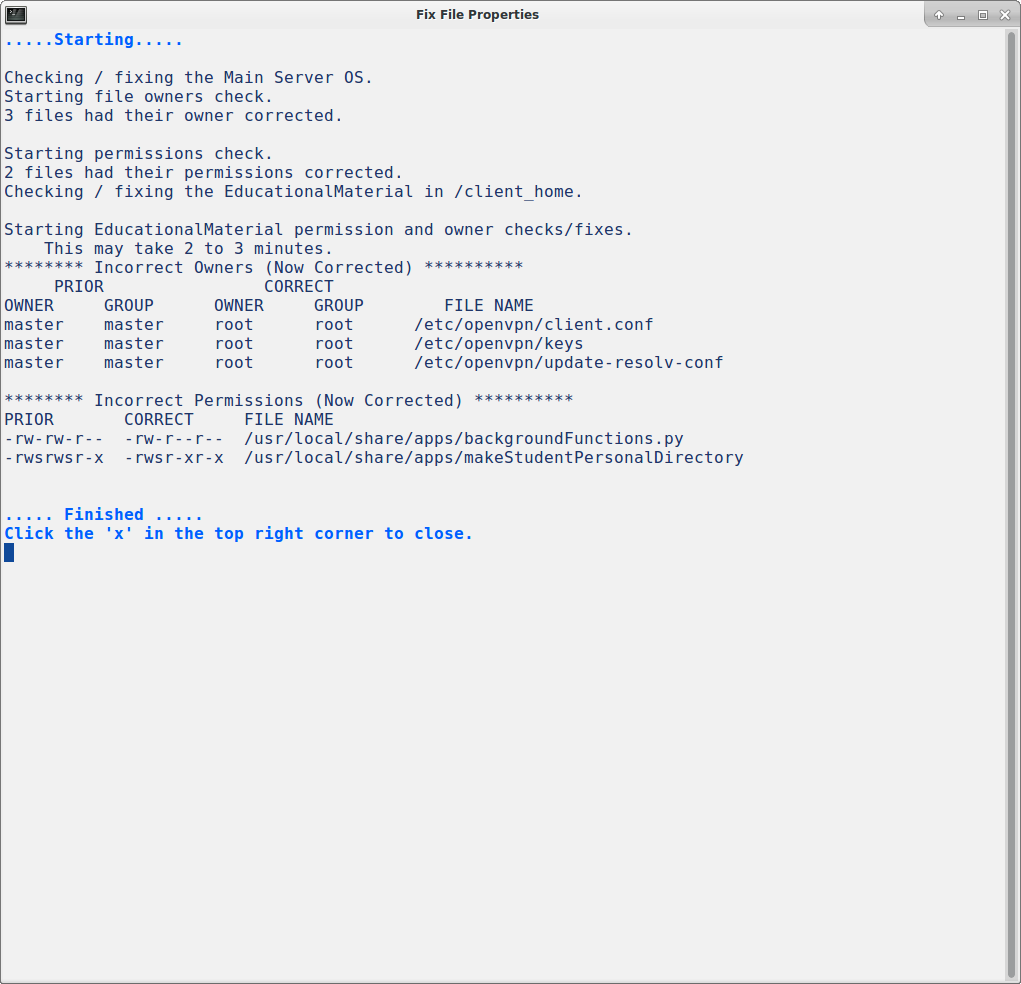 Fix File Properties
.....Starting.....
Checking / fixing the Main Server OS.
Starting file owners check.
3 files had their owner corrected.
Starting permissions check.
2 files had their permissions corrected.
Checking / fixing the EducationalMaterial in /client_home.
Starting EducationalMaterial permission and owner checks/fixes.
    This may take 2 to 3 minutes.
******** Incorrect Owners (Now Corrected) **********
     PRIOR                CORRECT
OWNER     GROUP      OWNER     GROUP        FILE NAME
master    master     root      root      /etc/openvpn/client.conf
master    master     root      root      /etc/openvpn/keys
master    master     root      root      /etc/openvpn/update-resolv-conf
******** Incorrect Permissions (Now Corrected) **********
PRIOR       CORRECT     FILE NAME
-rw-rw-r--  -rw-r--r--  /usr/local/share/apps/backgroundFunctions.py
-rwsrwsr-x  -rwsr-xr-x  /usr/local/share/apps/makeStudentPersonalDirectory
..... Finished .....
Click the 'x' in the top right corner to close.